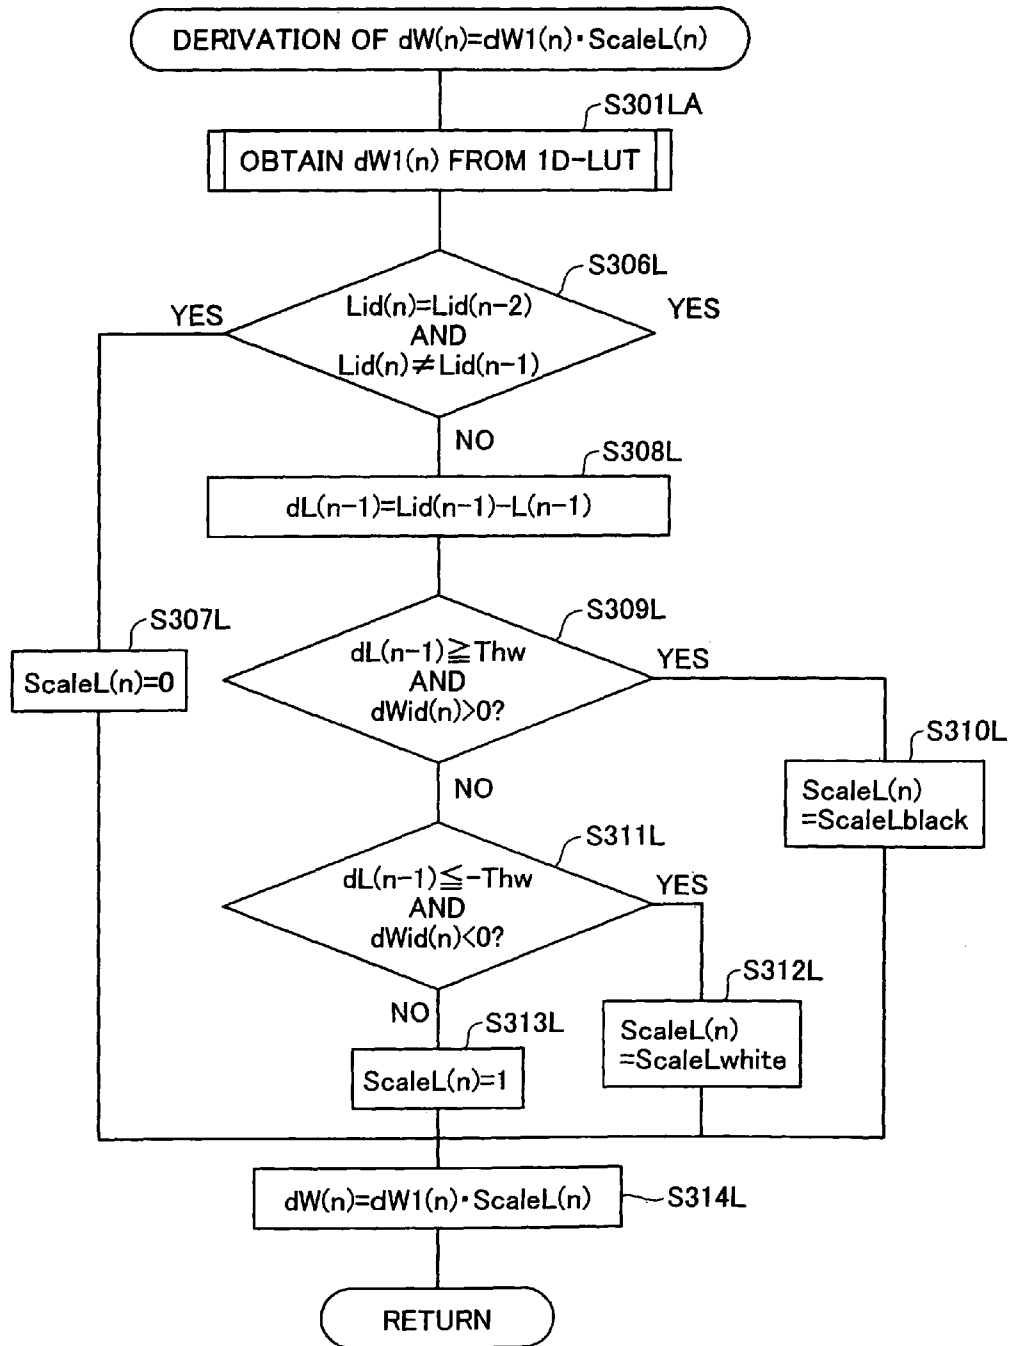 DERIVATION OF dW(n)=dW1(n)・ScaleL(n)
S301LA
OBTAIN dW1(n) FROM 1D-LUT
S306L
YES
Lid(n)=Lid(n-2)
AND
Lid(n)≠Lid(n-1)
YES
NO
S308L
dL(n-1)=Lid(n-1)-L(n-1)
S307L
ScaleL(n)=0
S309L
dL(n-1)≧Thw
AND
dWid(n)>0?
YES
S310L
ScaleL(n)
=ScaleLblack
NO
S311L
dL(n-1)≦-Thw
AND
dWid(n)<0?
YES
S312L
ScaleL(n)
=ScaleLwhite
NO
S313L
ScaleL(n)=1
dW(n)=dW1(n)・ScaleL(n)
S314L
RETURN